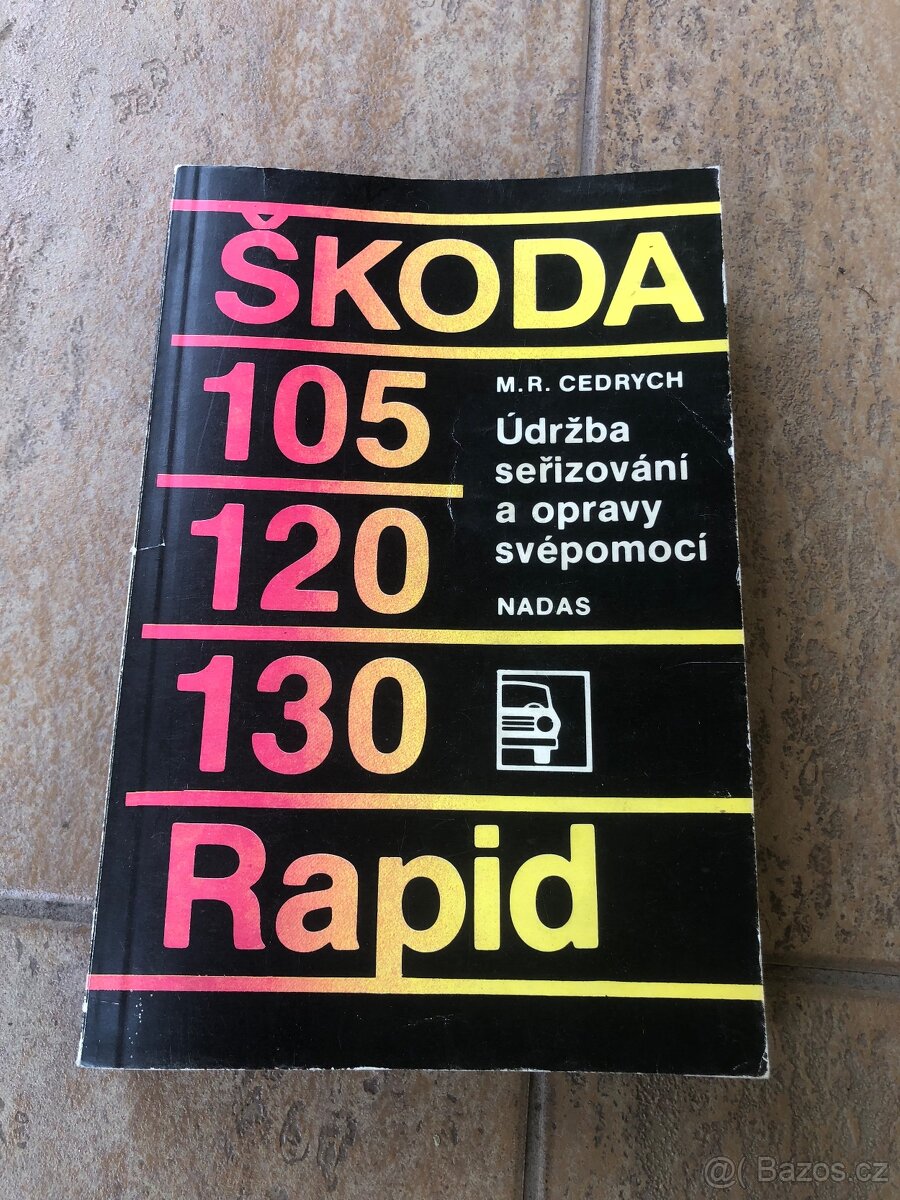 ŠKODA
105
120
130
Rapid
M.R. CEDRYCH
Údržba
seřizování
a opravy
svépomocí
NADAS
@( Bazos.cz